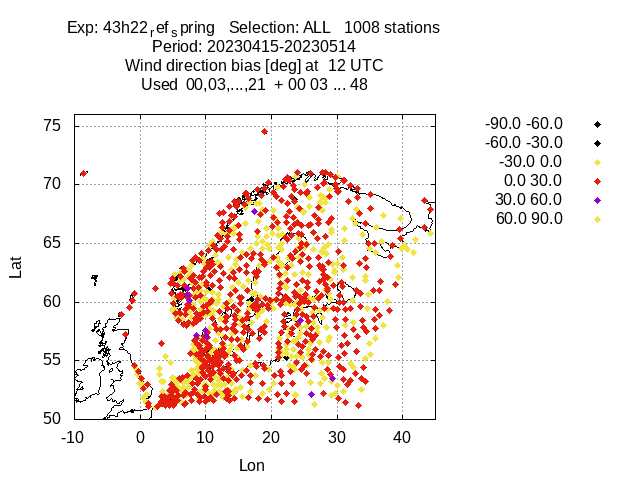 Exp: 43h22refspring Selection: ALL 1008 stations
Period: 20230415-20230514
Wind direction bias [deg] at 12 UTC
Used 00,03,...,21 + 00 03 ... 48
-90.0 -60.0
-60.0 -30.0
-30.0 0.0
0.0 30.0
30.0 60.0
60.0 90.0
75
70
65
60
55
50
Lat
-10 0 10 20 30 40
Lon